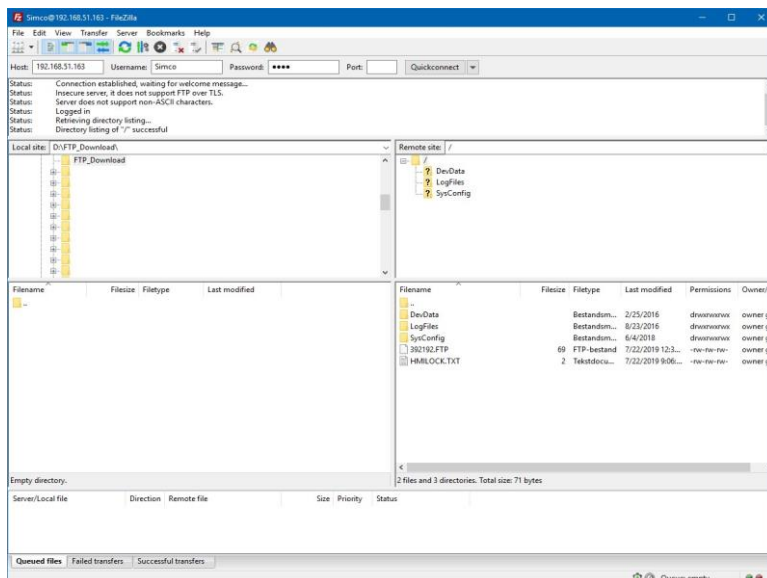 Simco@192.168.51.163 - FileZilla
File Edit View Transfer Server Bookmarks Help
Host: 192.168.51.163 Username: Simco Password: •••• Port: Quickconnect
Status: Connection established, waiting for welcome message...
Status: Insecure server, it does not support FTP over TLS.
Status: Server does not support non-ASCII characters.
Status: Logged in
Status: Retrieving directory listing...
Status: Directory listing of "/" successful
Local site: D:\FTP_Download\
FTP_Download
Remote site: /
/
? DevData
? LogFiles
? SysConfig
Filename Filesize Filetype Last modified
..
Empty directory.
Filename Filesize Filetype Last modified Permissions Owner/
..
DevData Bestandsm... 2/25/2016 drwxrwxrwx owner
LogFiles Bestandsm... 8/23/2016 drwxrwxrwx owner
SysConfig Bestandsm... 6/4/2018 drwxrwxrwx owner
392192.FTP 69 FTP-bestand 7/22/2019 12:3... -rw-rw-rw- owner
HMILOCK.TXT 2 Tekstdocu... 7/22/2019 9:06:... -rw-rw-rw- owner
2 files and 3 directories. Total size: 71 bytes
Server/Local file Direction Remote file Size Priority Status
Queued files Failed transfers Successful transfers
Queue: empty